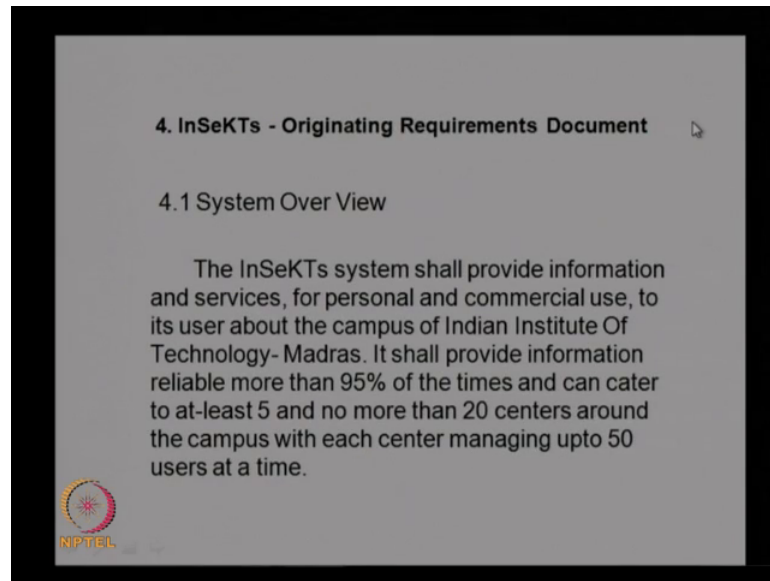 4. InSeKTs - Originating Requirements Document
4.1 System Over View
The InSeKTs system shall provide information
and services, for personal and commercial use, to
its user about the campus of Indian Institute Of
Technology- Madras. It shall provide information
reliable more than 95% of the times and can cater
to at-least 5 and no more than 20 centers around
the campus with each center managing upto 50
users at a time.
NPTEL